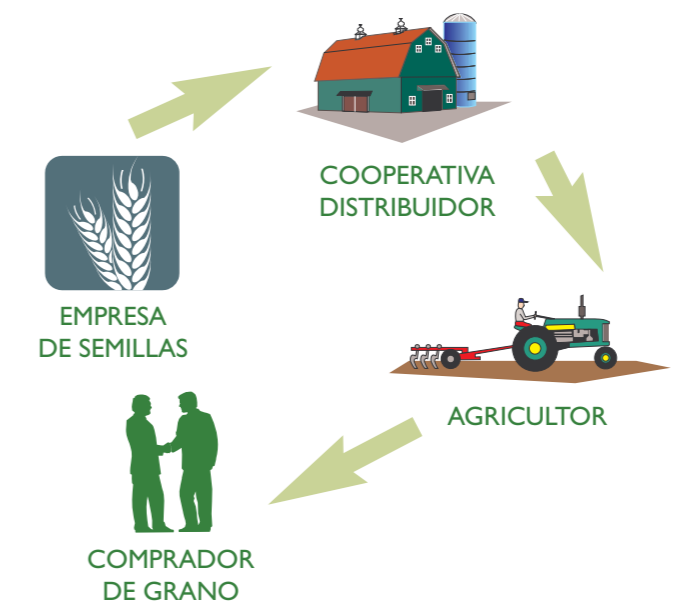 COOPERATIVA
DISTRIBUIDOR
EMPRESA
DE SEMILLAS
AGRICULTOR
COMPRADOR
DE GRANO